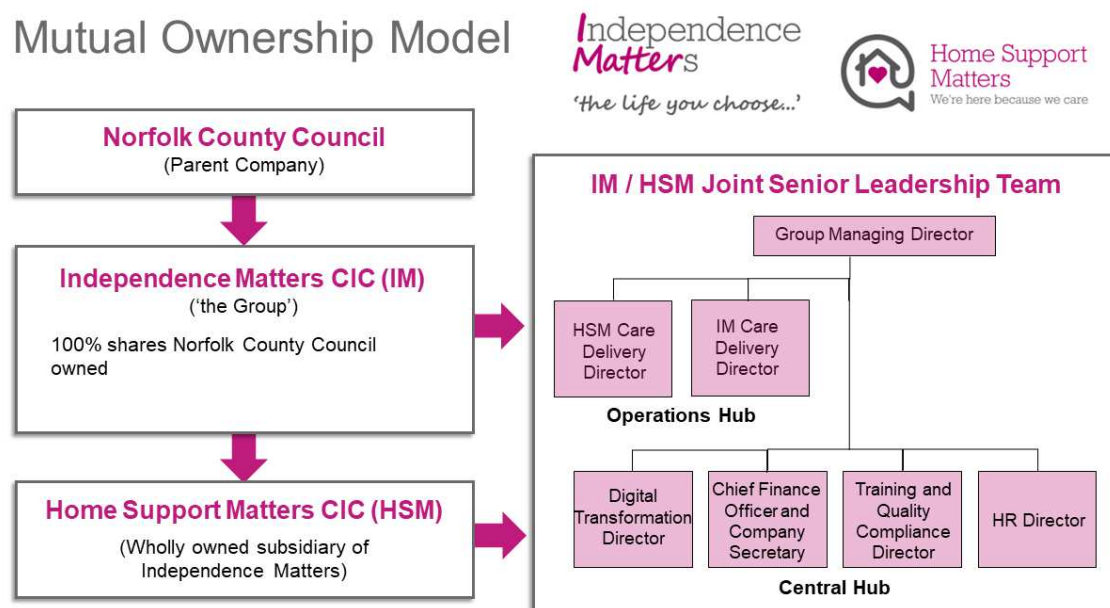 Mutual Ownership Model
Independence
Matters
'the life you choose...'
Home Support
Matters
We're here because we care
Norfolk County Council
(Parent Company)
Independence Matters CIC (IM)
('the Group')
100% shares Norfolk County Council
owned
Home Support Matters CIC (HSM)
(Wholly owned subsidiary of
Independence Matters)
IM / HSM Joint Senior Leadership Team
Group Managing Director
HSM Care
Delivery
Director
IM Care
Delivery
Director
Operations Hub
Digital
Transformation
Director
Chief Finance
Officer and
Company
Secretary
Training and
Quality
Compliance
Director
HR Director
Central Hub